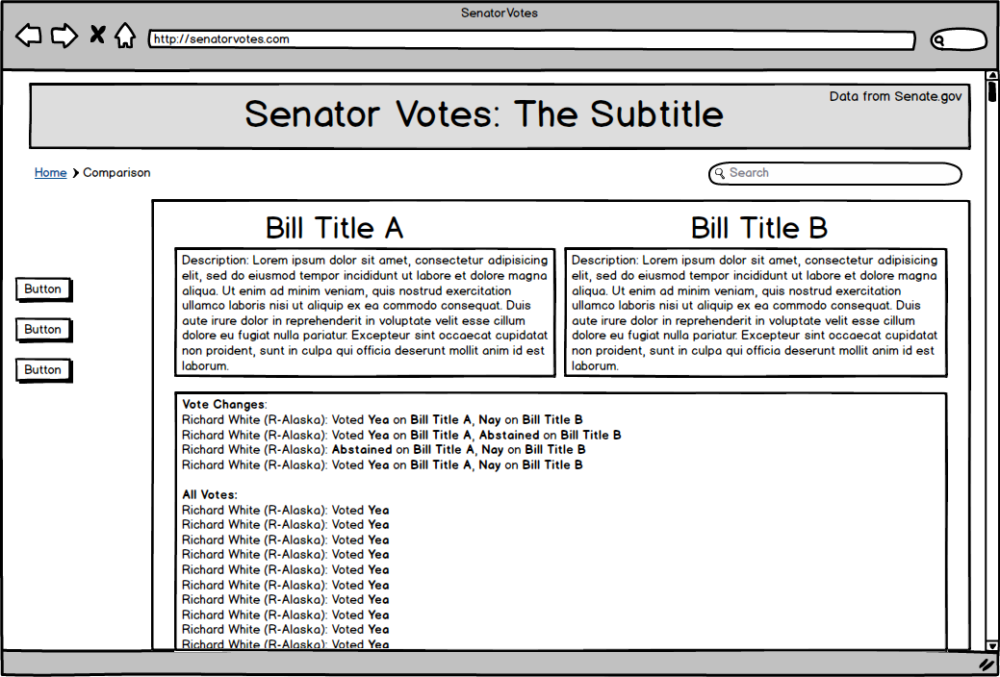 SenatorVotes
http://senatorvotes.com
Data from Senate.gov
Senator Votes: The Subtitle
Home > Comparison
Search
Bill Title A
Bill Title B
Description: Lorem ipsum dolor sit amet, consectetur adipisicing
elit, sed do eiusmod tempor incididunt ut labore et dolore magna
aliqua. Ut enim ad minim veniam, quis nostrud exercitation
ullamco laboris nisi ut aliquip ex ea commodo consequat. Duis
aute irure dolor in reprehenderit in voluptate velit esse cillum
dolore eu fugiat nulla pariatur. Excepteur sint occaecat cupidatat
non proident, sunt in culpa qui officia deserunt mollit anim id est
laborum.
Description: Lorem ipsum dolor sit amet, consectetur adipisicing
elit, sed do eiusmod tempor incididunt ut labore et dolore magna
aliqua. Ut enim ad minim veniam, quis nostrud exercitation
ullamco laboris nisi ut aliquip ex ea commodo consequat. Duis
aute irure dolor in reprehenderit in voluptate velit esse cillum
dolore eu fugiat nulla pariatur. Excepteur sint occaecat cupidatat
non proident, sunt in culpa qui officia deserunt mollit anim id est
laborum.
Button
Button
Button
Vote Changes:
Richard White (R-Alaska): Voted Yea on Bill Title A, Nay on Bill Title B
Richard White (R-Alaska): Voted Yea on Bill Title A, Abstained on Bill Title B
Richard White (R-Alaska): Abstained on Bill Title A, Nay on Bill Title B
Richard White (R-Alaska): Voted Yea on Bill Title A, Nay on Bill Title B
All Votes:
Richard White (R-Alaska): Voted Yea
Richard White (R-Alaska): Voted Yea
Richard White (R-Alaska): Voted Yea
Richard White (R-Alaska): Voted Yea
Richard White (R-Alaska): Voted Yea
Richard White (R-Alaska): Voted Yea
Richard White (R-Alaska): Voted Yea
Richard White (R-Alaska): Voted Yea
Richard White (R-Alaska): Voted Yea
Richard White (R-Alaska): Voted Yea